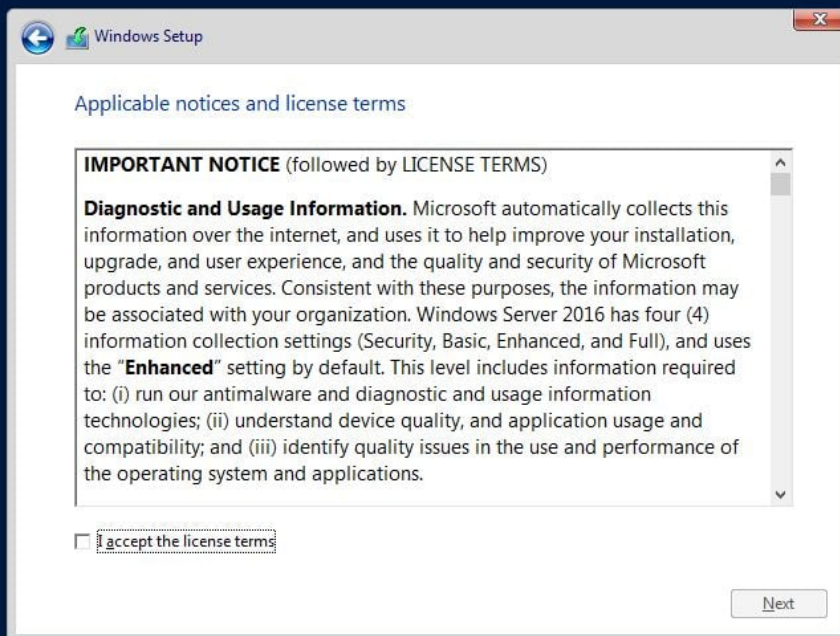 Windows Setup
Applicable notices and license terms
IMPORTANT NOTICE (followed by LICENSE TERMS)
Diagnostic and Usage Information. Microsoft automatically collects this
information over the internet, and uses it to help improve your installation,
upgrade, and user experience, and the quality and security of Microsoft
products and services. Consistent with these purposes, the information may
be associated with your organization. Windows Server 2016 has four (4)
information collection settings (Security, Basic, Enhanced, and Full), and uses
the “Enhanced” setting by default. This level includes information required
to: (i) run our antimalware and diagnostic and usage information
technologies; (ii) understand device quality, and application usage and
compatibility; and (iii) identify quality issues in the use and performance of
the operating system and applications.
I accept the license terms
Next